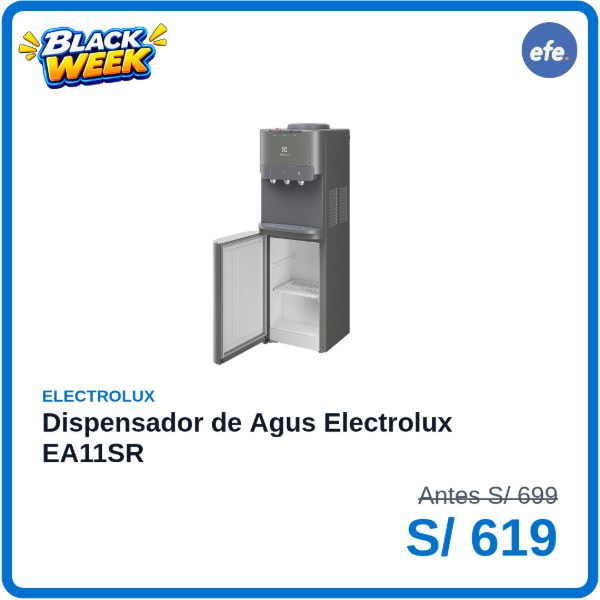 BLACK
WEEK
efe.
ELECTROLUX
Dispensador de Agus Electrolux
EA11SR
Antes S/ 699
S/ 619